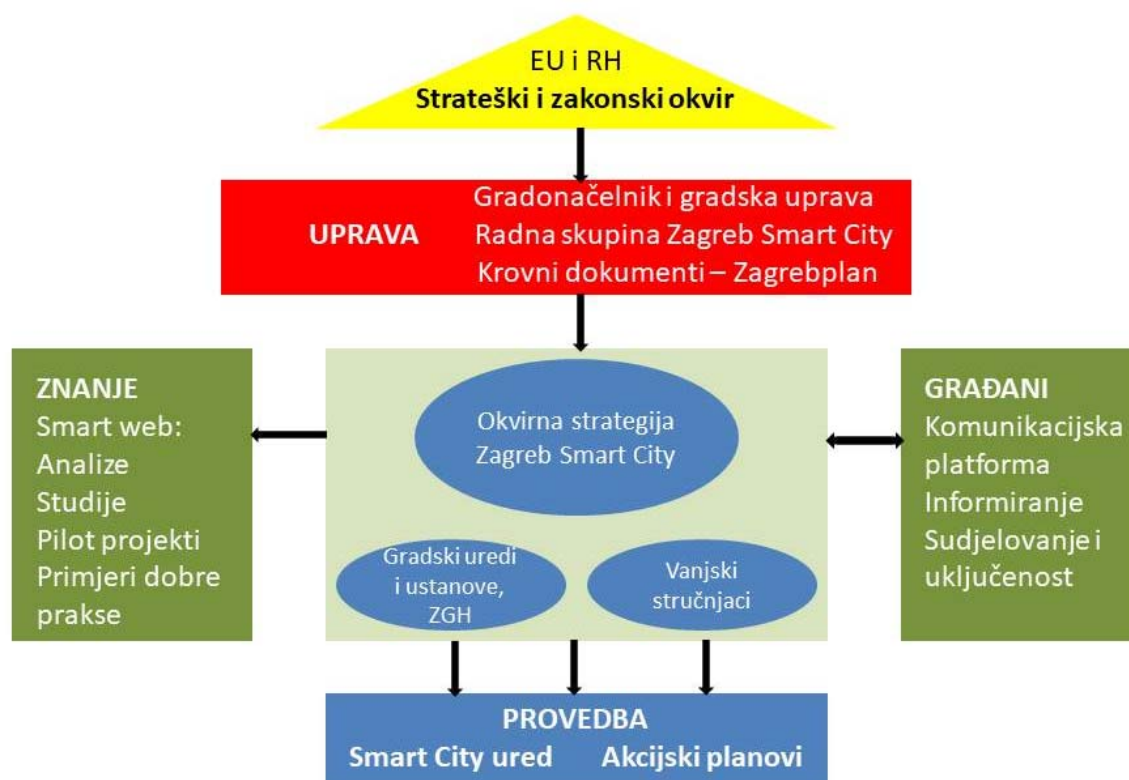 EU i RH
Strateški i zakonski okvir
UPRAVA
Gradonačelnik i gradska uprava
Radna skupina Zagreb Smart City
Krovni dokumenti – Zagrebplan
ZNANJE
Smart web:
Analize
Studije
Pilot projekti
Primjeri dobre
prakse
Okvirna strategija
Zagreb Smart City
Gradski uredi
i ustanove,
ZGH
Vanjski
stručnjaci
GRAĐANI
Komunikacijska
platforma
Informiranje
Sudjelovanje i
uključenost
PROVEDBA
Smart City ured Akcijski planovi